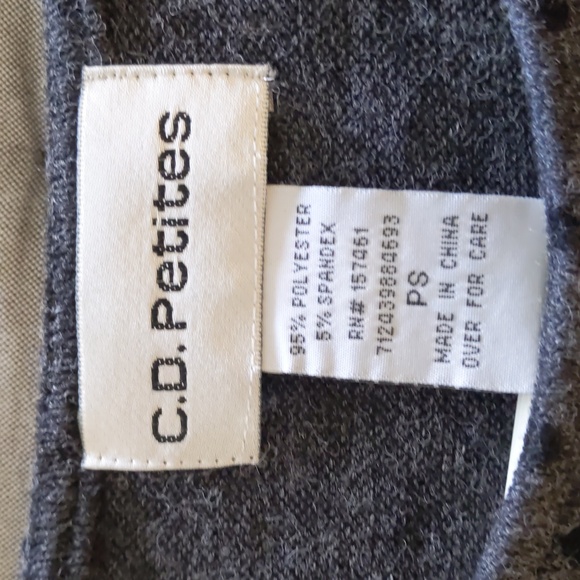 C.D.Petites
95% POLYESTER
5% SPANDEX
RN# 157461
712439884693
PS
MADE IN CHINA
OVER FOR CARE